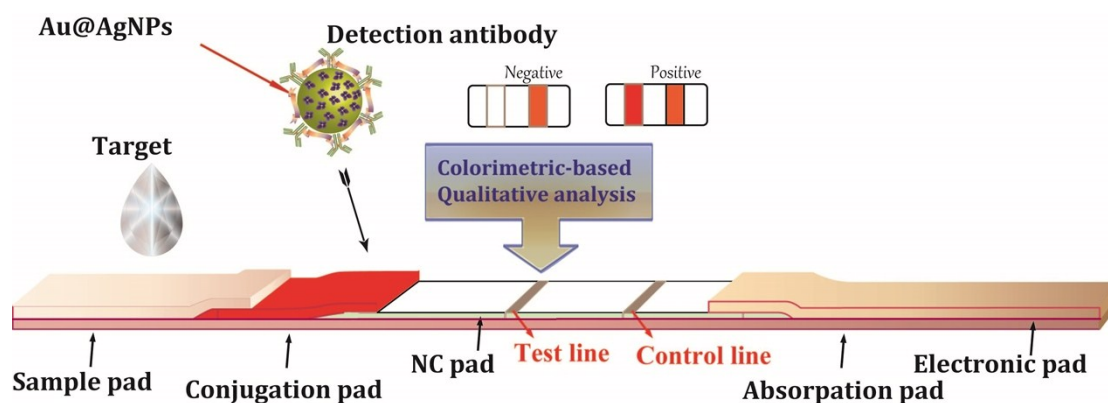 Au@AgNPs
Detection antibody
Negative
Positive
Target
Colorimetric-based
Qualitative analysis
Test line
Control line
NC pad
Electronic pad
Sample pad
Conjugation pad
Absorpation pad